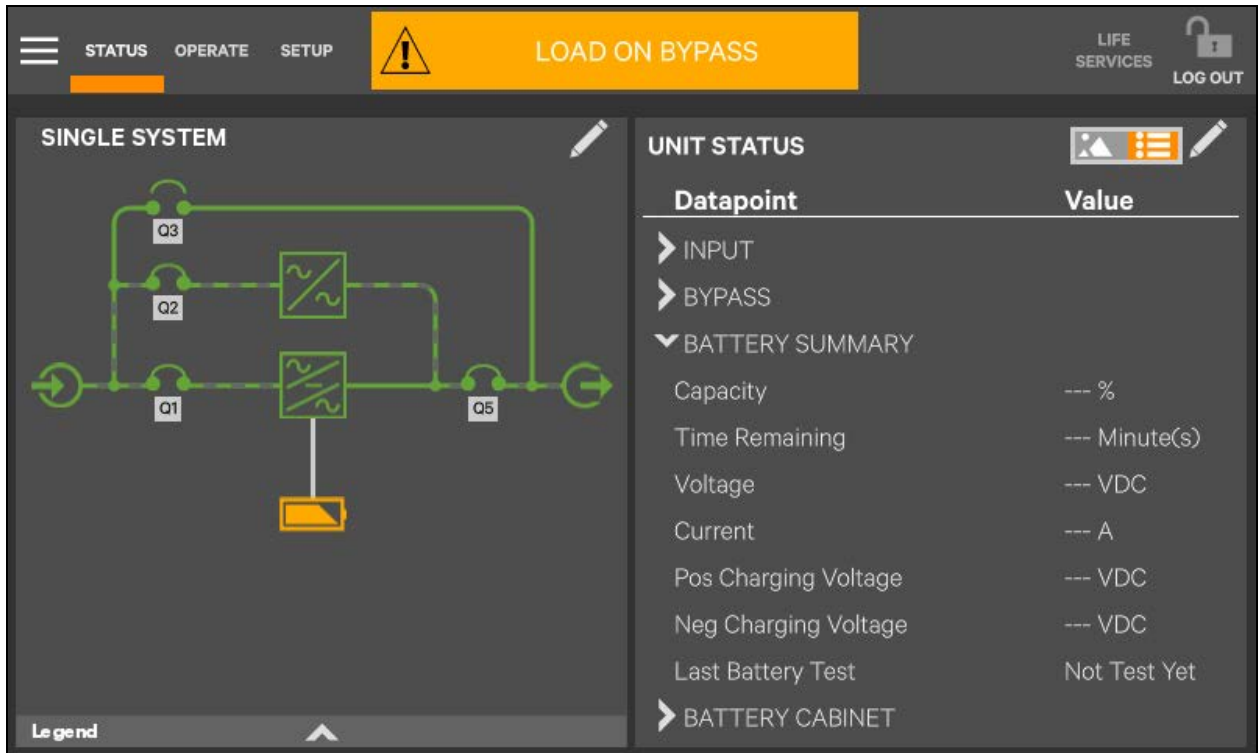 STATUS OPERATE SETUP LOAD ON BYPASS LIFE SERVICES LOG OUT
SINGLE SYSTEM
Q3
Q2
Q1 Q5
Legend
UNIT STATUS
Datapoint Value
INPUT
BYPASS
BATTERY SUMMARY
Capacity --- %
Time Remaining --- Minute(s)
Voltage --- VDC
Current --- A
Pos Charging Voltage --- VDC
Neg Charging Voltage --- VDC
Last Battery Test Not Test Yet
BATTERY CABINET